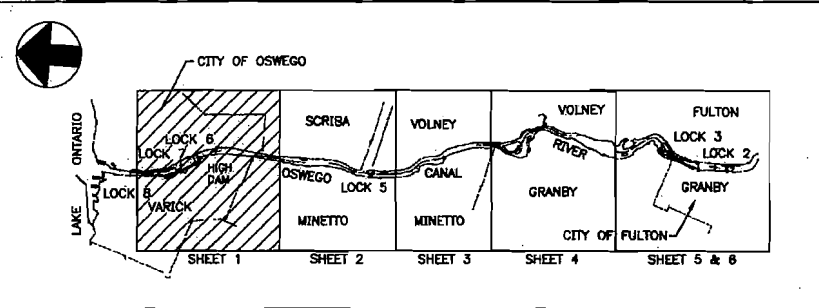 CITY OF OSWEGO
LAKE ONTARIO
LOCK 8
LOCK
LOCK 6
HIGH DAM
VARICK
SCRIBA
OSWEGO
LOCK 5
MINETTO
VOLNEY
CANAL
MINETTO
VOLNEY
RIVER
GRANBY
FULTON
LOCK 3
LOCK 2
GRANBY
CITY OF FULTON
SHEET 1
SHEET 2
SHEET 3
SHEET 4
SHEET 5 & 6